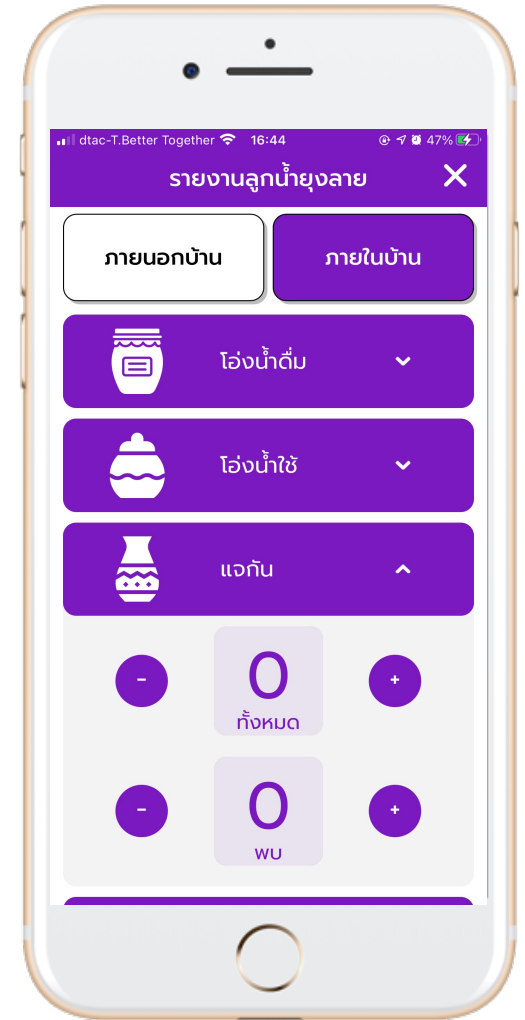 dtac-T.Better Together 16:44 47%
รายงานลูกน้ำยุงลาย
ภายนอกบ้าน ภายในบ้าน
โอ่งน้ำดื่ม
โอ่งน้ำใช้
แจกัน
- 0 +
ทั้งหมด
- 0 +
พบ